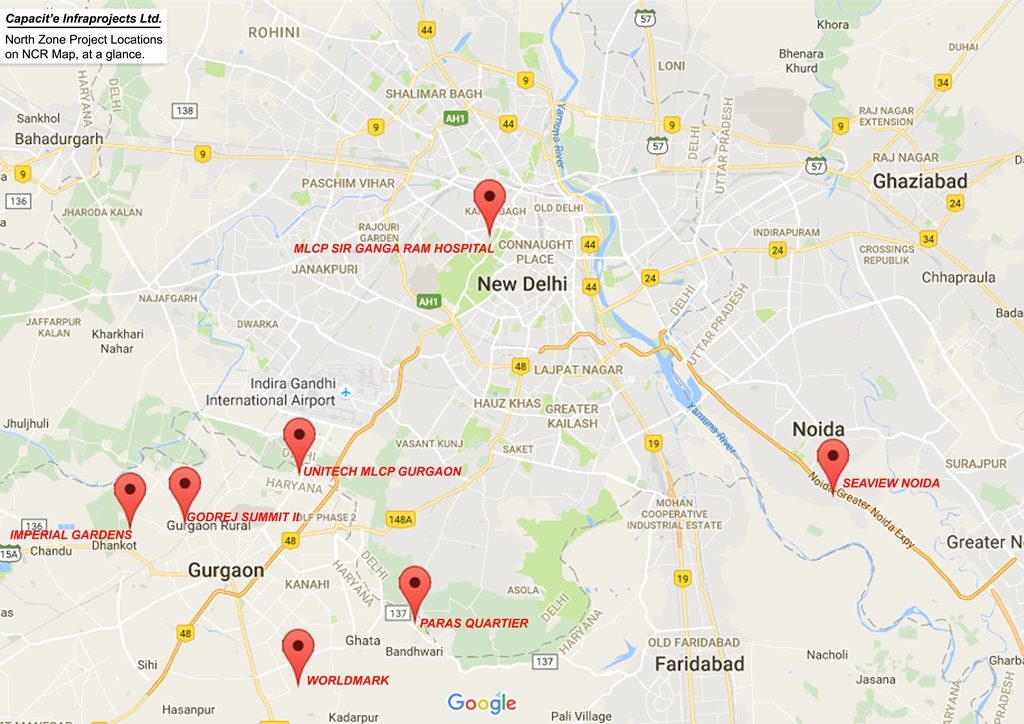 Capacit'e Infraprojects Ltd.
North Zone Project Locations
on NCR Map, at a glance.
ROHINI
44
57
Khora
DUHAI
Bhenara
Khurd
LONI
34
9
SHALIMAR BAGH
HARYANA
DELHI
138
AH1
44
9
9
57
9
RAJ NAGAR
EXTENSION
Sankhol
Bahadurgarh
9
Yamuna River
DELHI
UTTAR PRADESH
57
RAJ NAGAR
Ghaziabad
9
136
PASCHIM VIHAR
24
JHARODA KALAN
RAJOURI
GARDEN
OLD DELHI
INDIRAPURAM
34
MLCP SIR GANGA RAM HOSPITAL
CONNAUGHT
PLACE
44
24
CROSSINGS
REPUBLIK
JANAKPURI
New Delhi
24
Chhapraula
NAJAFGARH
AH1
44
DELHI
UTTAR PRADESH
Bada
JAFFARPUR
KALAN
Kharkhari
Nahar
DWARKA
48
LAJPAT NAGAR
Indira Gandhi
International Airport
HAUZ KHAS
GREATER
KAILASH
Yamuna River
Jhuljhuli
VASANT KUNJ
SAKET
19
Noida
SURAJPUR
UNITECH MLCP GURGAON
HARYANA
SEAVIEW NOIDA
Noida-Greater Noida Expy
GODREJ SUMMIT II
Gurgaon Rural
DLF PHASE 2
148A
MOHAN
COOPERATIVE
INDUSTRIAL ESTATE
136
IMPERIAL GARDENS
Dhankot
Chandu
15A
48
Greater No
Gurgaon
KANAHI
DELHI
HARYANA
19
ASOLA
DELHI
HARYANA
137
PARAS QUARTIER
48
Ghata
Bandhwari
137
OLD FARIDABAD
Faridabad
Nacholi
Gharba
Sihi
WORLDMARK
Jasana
HARYANA
PRADESH
Hasanpur
Kadarpur
Google
Pali Village